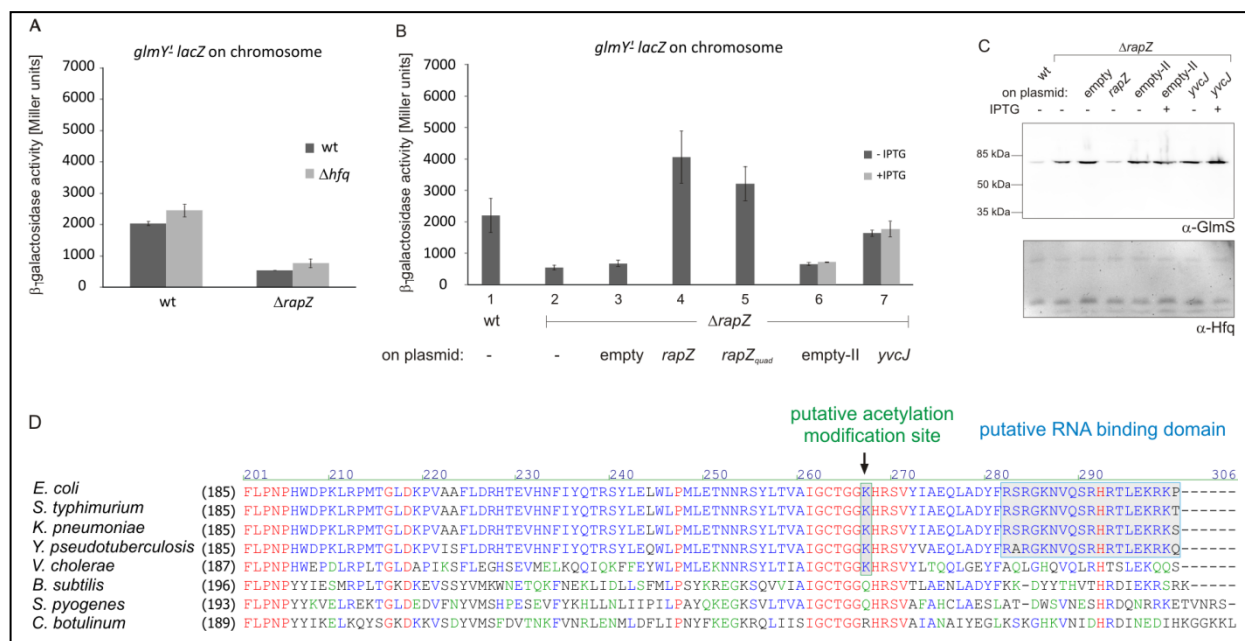 A
glmY'- lacZ on chromosome
β-galactosidase activity [Miller units]
7000
6000
5000
4000
3000
2000
1000
0
wt
Δhfq
wt
ΔrapZ
B
glmY'- lacZ on chromosome
β-galactosidase activity [Miller units]
7000
6000
5000
4000
3000
2000
1000
0
- IPTG
+IPTG
1 2 3 4 5 6 7
wt ΔrapZ
on plasmid: - - empty rapZ rapZquad empty-II yvcJ
C
ΔrapZ
wt empty rapZ empty-II empty-II yvcJ yvcJ
on plasmid: -
IPTG - - - - - + - +
85 kDa
50 kDa
35 kDa
α-GlmS
α-Hfq
D
putative acetylation
modification site
putative RNA binding domain
201 210 220 230 240 250 260 270 280 290 306
E. coli (185) FLPNPHWDPKLRPMTGLDKPVAAFLDRHTEVHNFIYQTRSYLELWLPMLETNNRSYLTVAIGCTGGKHRSVYIAEQLADYFRSRGKNVQSRHRTLEKRKP-----
S. typhimurium (185) FLPNPHWDPKLRPMTGLDKPVAAFLDRHTEVHNFIYQTRSYLELWLPMLETNNRSYLTVAIGCTGGKHRSVYIAEQLADYFRSRGKNVQSRHRTLEKRKT-----
K. pneumoniae (185) FLPNPHWDPKLRPMTGLDKPVAAFLDRHTEVHNFIYQTRSYLELWLPMLETNNRSYLTVAIGCTGGKHRSVYIAEQLADYFRSRGKNVQSRHRTLEKRKS-----
Y. pseudotuberculosis (185) FLPNPHWDPKLRPMTGLDKPVISFLDRHTEVHNFIYQTRSYLEQWLPMLETNNRSYLTVAIGCTGGKHRSVYVAEQLADYFRARGKNVQSRHRTLEKRKQ-----
V. cholerae (187) FLPNPHWEPDLRPLTGLDAPIKSFLEGHSEVMELKQQIQKFFEYWLPMLEKNNRSYLTIAIGCTGGKHRSVYLTQQLGEYFAQLGHQVQLRHTSLEKQQS-----
B. subtilis (196) FLPNPYYIESMRPLTGKDKEVSSYVMKWNETQKFNEKLIDLLSFMLPSYKREGKSQVVIAIGCTGGQHRSVTLAENLADYFKK-DYYTHVTHRDIEKRSRK----
S. pyogenes (193) FLPNPYYKVELREKTGLDEDVFNYVMSHPESEVFYKHLLNLIIPILPAYQKEGKSVLTVAIGCTGGQHRSVAFAHCLAESLAT-DWSVNESHRDQNRRKETVNRS-
C. botulinum (189) FLPNPYYIKELKQYSGKDKKVSDYVMSFDVTNKFVNRLENMLDFLIPNYFKEGKRQLIISIGCTGGRHRSVAIANAIYEGLKSKGHKVNIDHRDINEDIHKGGKKL